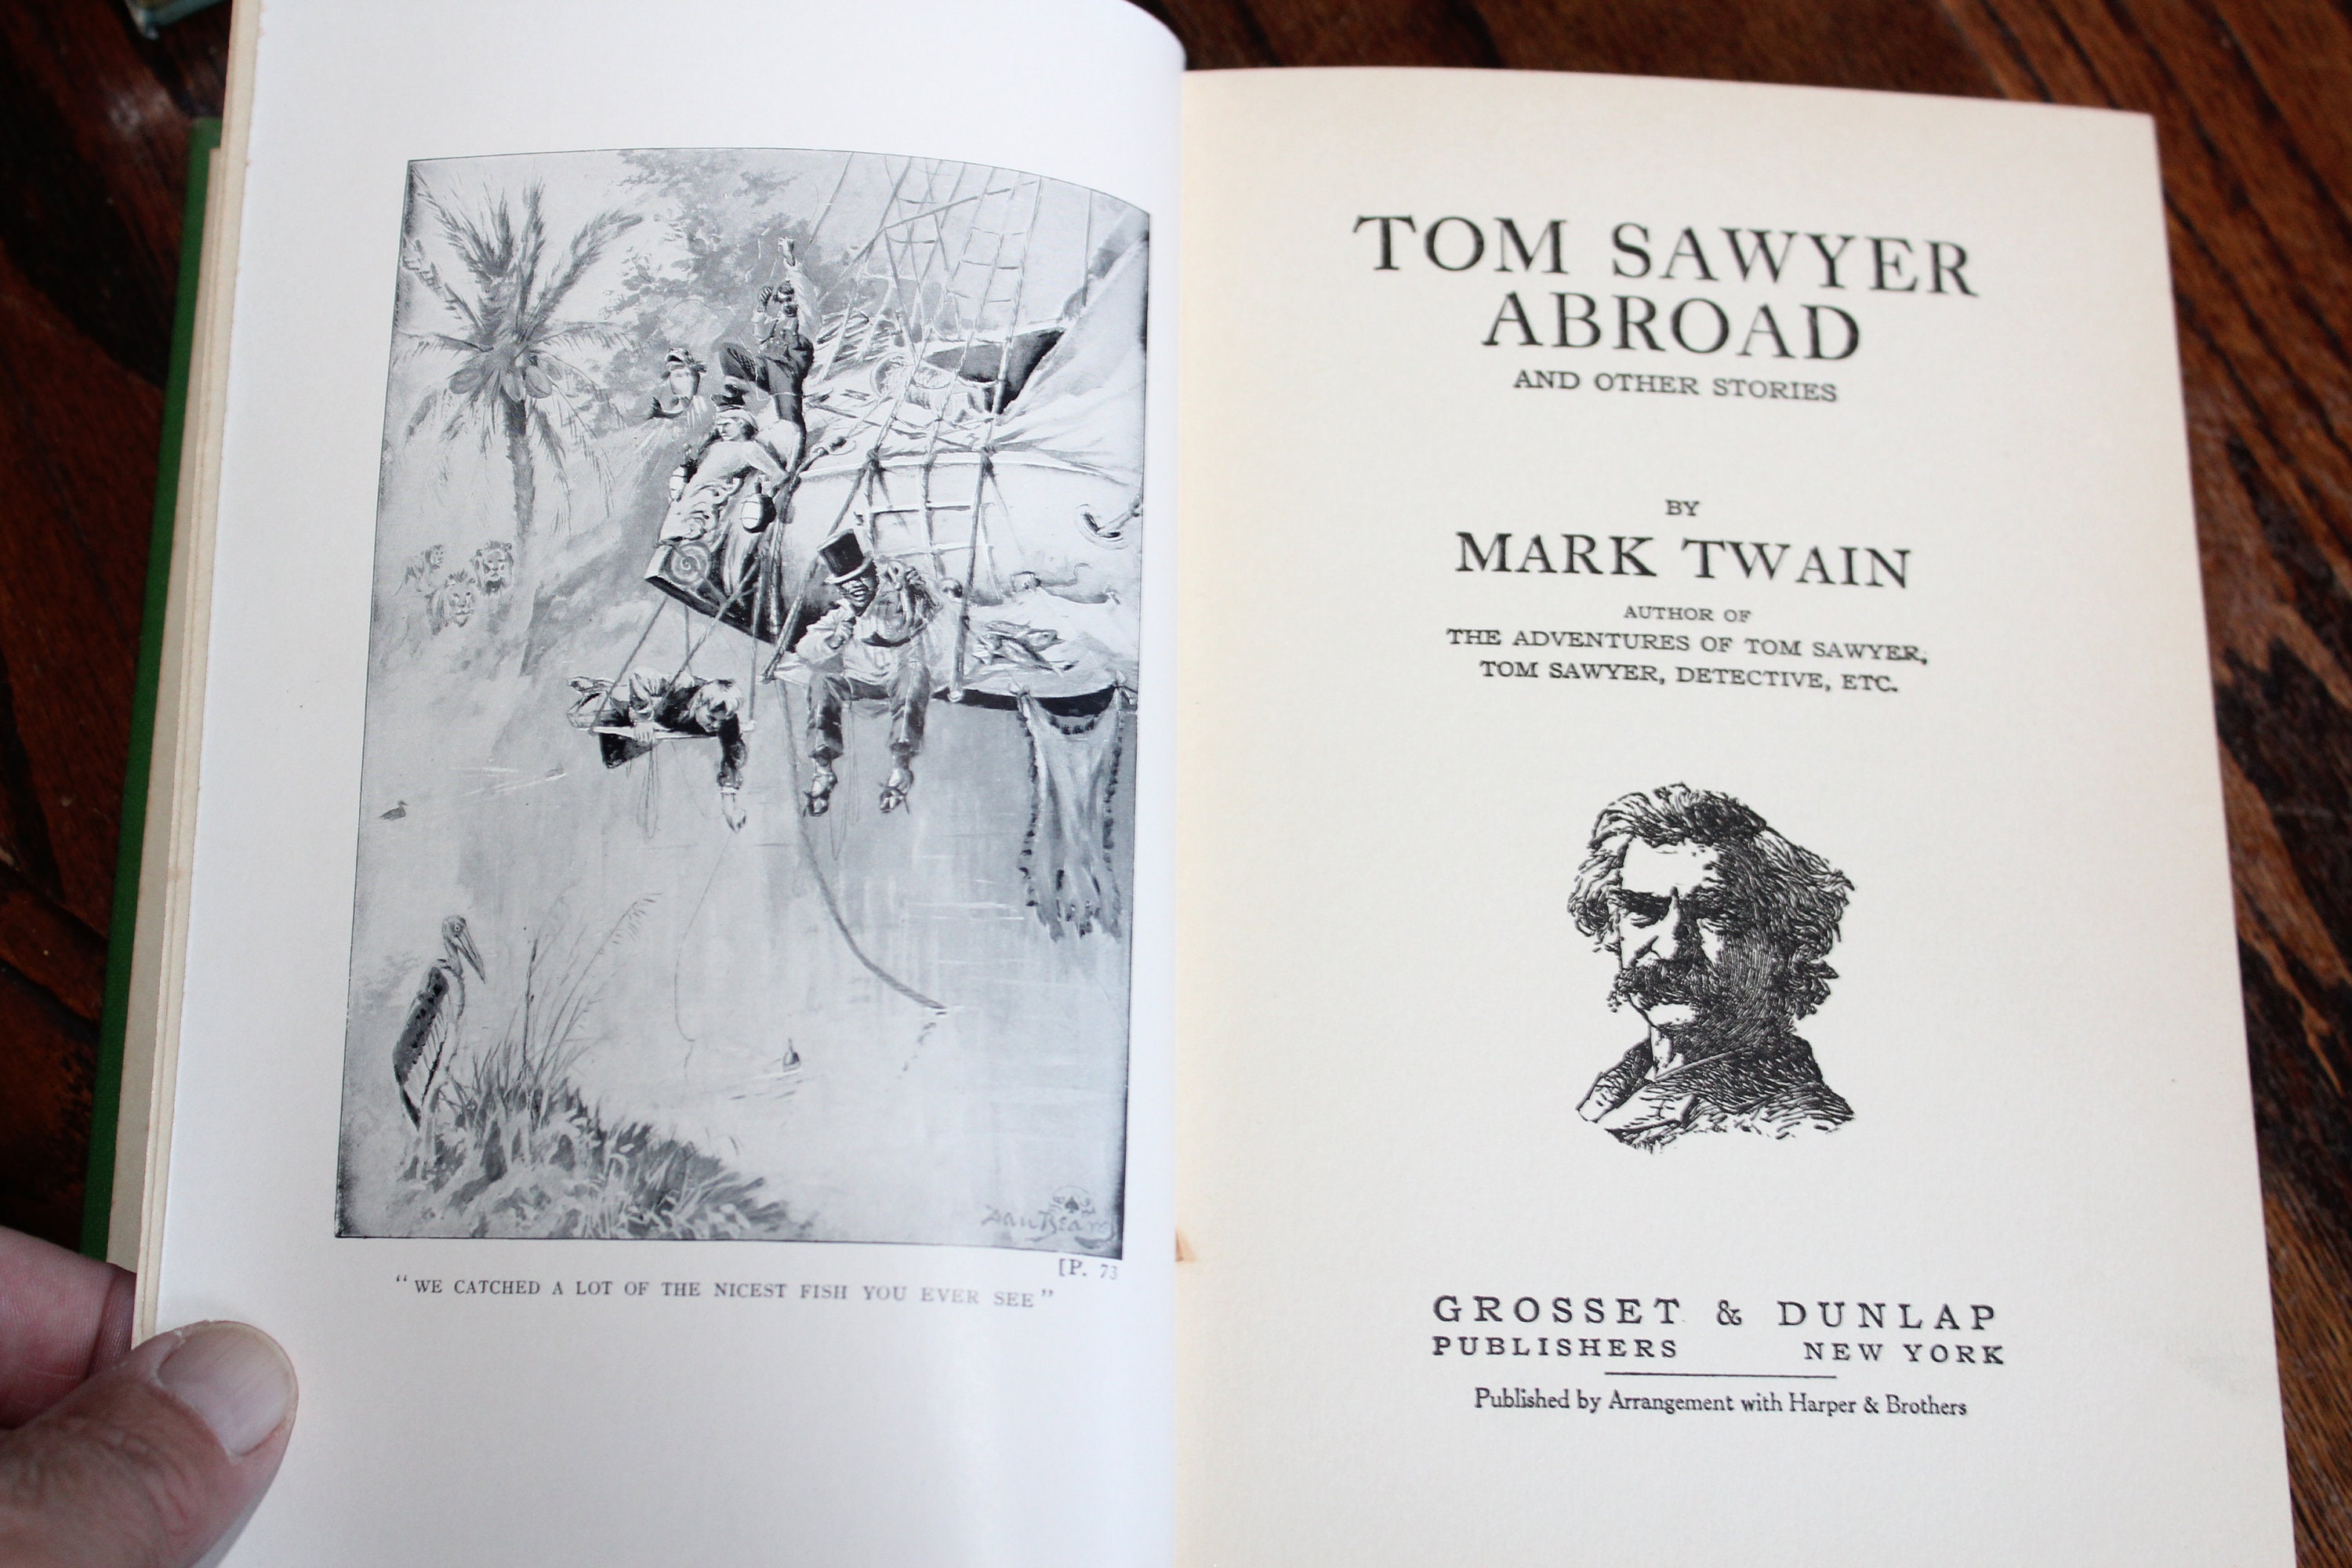 Dan Beard
[P. 73
"WE CATCHED A LOT OF THE NICEST FISH YOU EVER SEE"
TOM SAWYER
ABROAD
AND OTHER STORIES
BY
MARK TWAIN
AUTHOR OF
THE ADVENTURES OF TOM SAWYER,
TOM SAWYER, DETECTIVE, ETC.
GROSSET & DUNLAP
PUBLISHERS NEW YORK
Published by Arrangement with Harper & Brothers